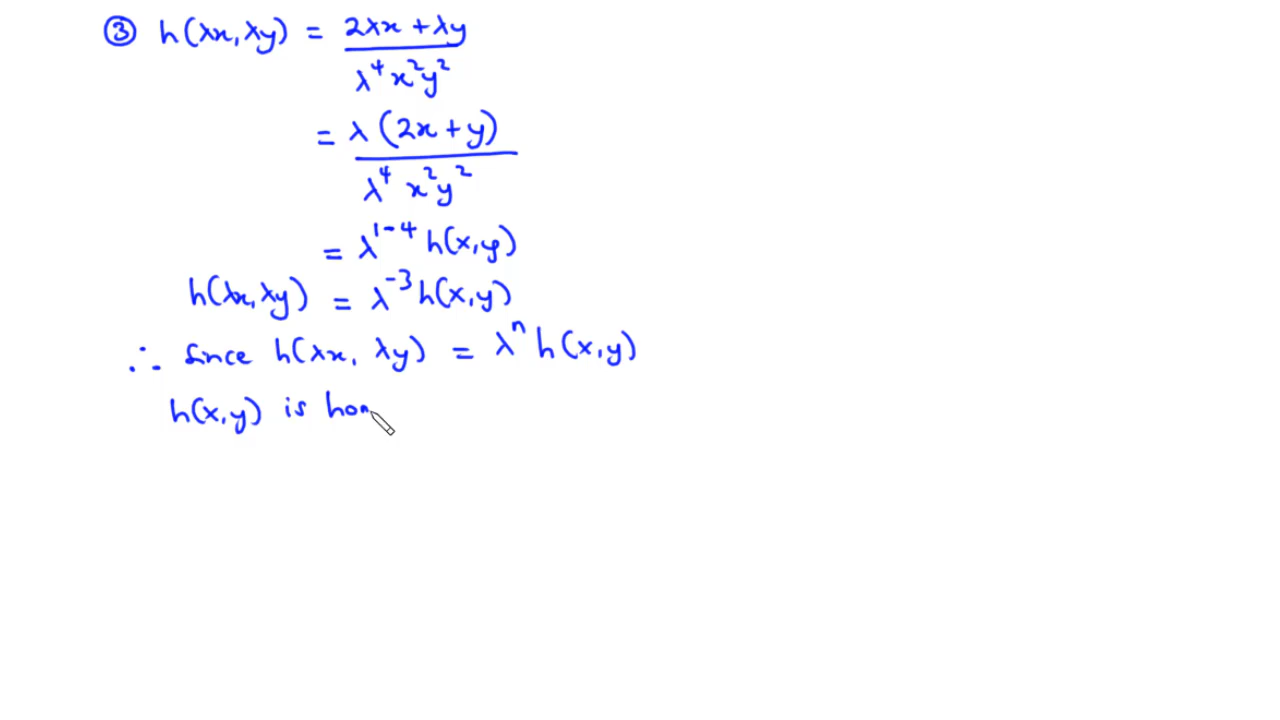 ③ h(λx, λy) = 2λx + λy
λ⁴x²y²
= λ (2x + y)
λ⁴ x²y²
= λ¹⁻⁴ h(x,y)
h(λx, λy) = λ⁻³ h(x,y)
∴ since h(λx, λy) = λⁿ h(x,y)
h(x,y) is hom